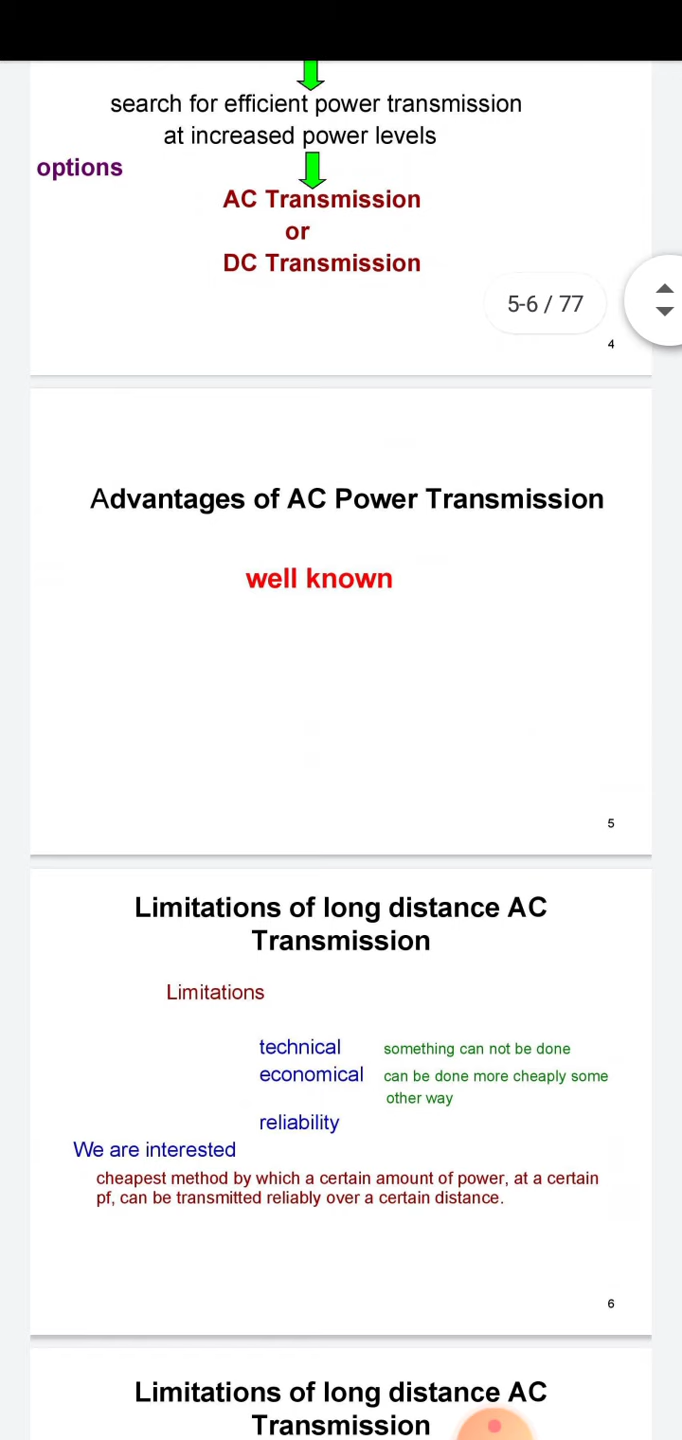 search for efficient power transmission
at increased power levels
options
AC Transmission
or
DC Transmission
5-6 / 77
4
Advantages of AC Power Transmission
well known
5
Limitations of long distance AC
Transmission
Limitations
technical something can not be done
economical can be done more cheaply some
other way
reliability
We are interested
cheapest method by which a certain amount of power, at a certain
pf, can be transmitted reliably over a certain distance.
6
Limitations of long distance AC
Transmission